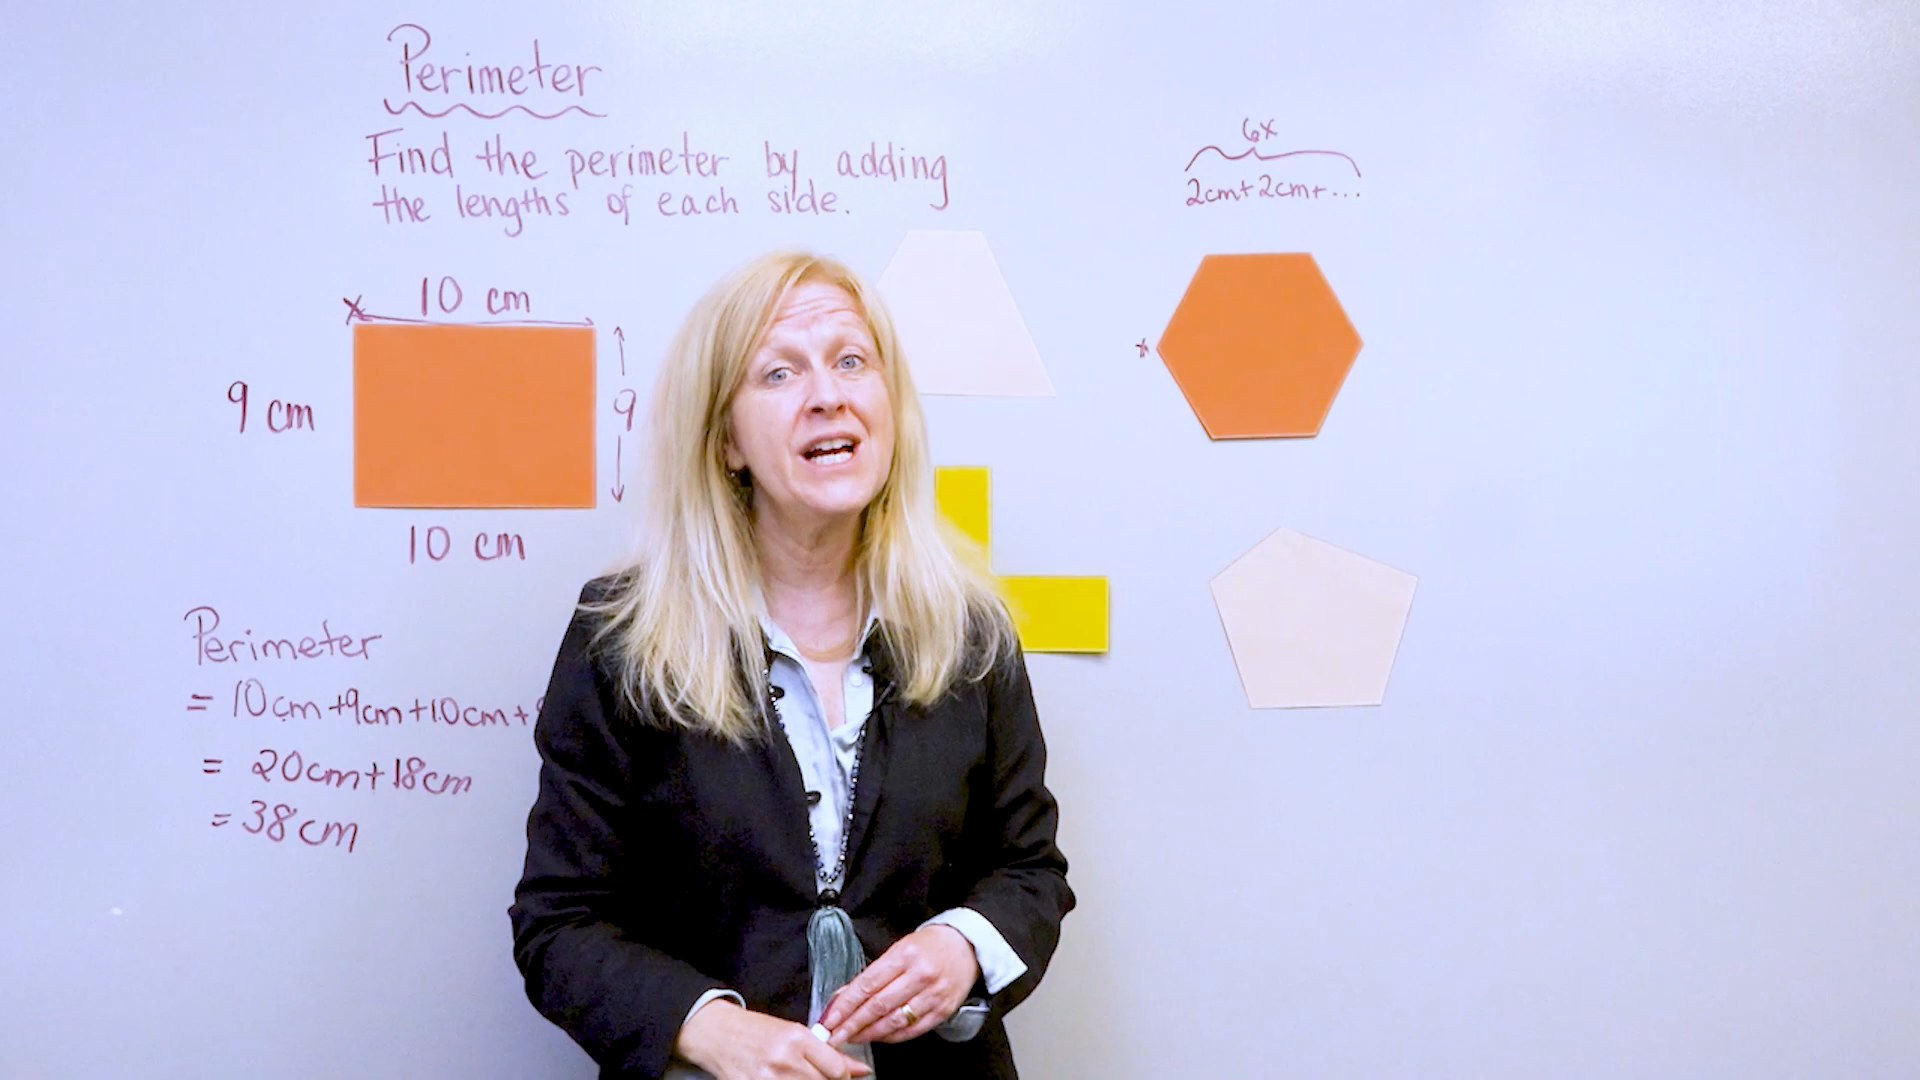 Perimeter
Find the perimeter by adding
the lengths of each side.
10 cm
9 cm
9
10 cm
Perimeter
= 10cm+9cm+10cm+
= 20cm+18cm
= 38cm
6x
2cm+2cm+...
x
x